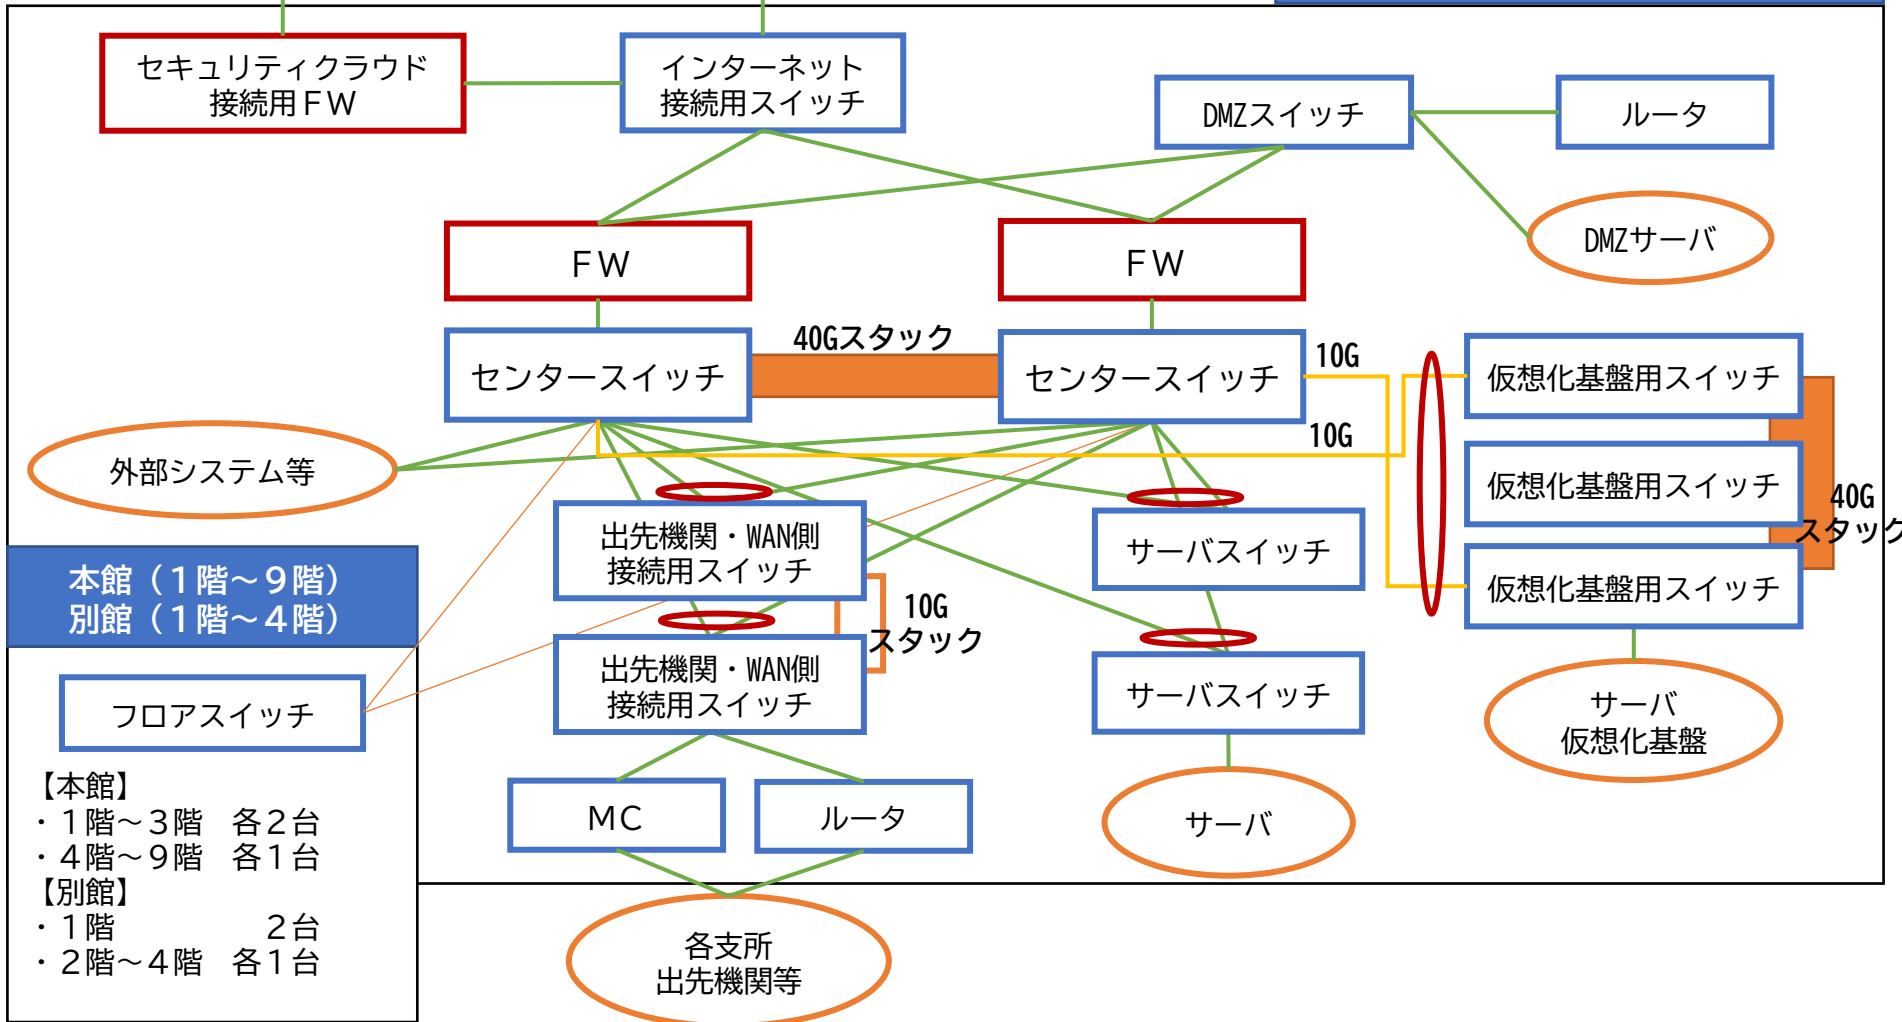 セキュリティクラウド
接続用ＦＷ
インターネット
接続用スイッチ
DMZスイッチ
ルータ
DMZサーバ
ＦＷ
ＦＷ
40Gスタック
センタースイッチ
センタースイッチ
10G
10G
仮想化基盤用スイッチ
仮想化基盤用スイッチ
仮想化基盤用スイッチ
40G
スタック
外部システム等
出先機関・WAN側
接続用スイッチ
サーバスイッチ
本館（１階～９階）
別館（１階～４階）
10G
スタック
出先機関・WAN側
接続用スイッチ
サーバスイッチ
フロアスイッチ
サーバ
仮想化基盤
【本館】
・１階～３階　各２台
・４階～９階　各１台
【別館】
・１階　　　　　２台
・２階～４階　各１台
ＭＣ
ルータ
サーバ
各支所
出先機関等